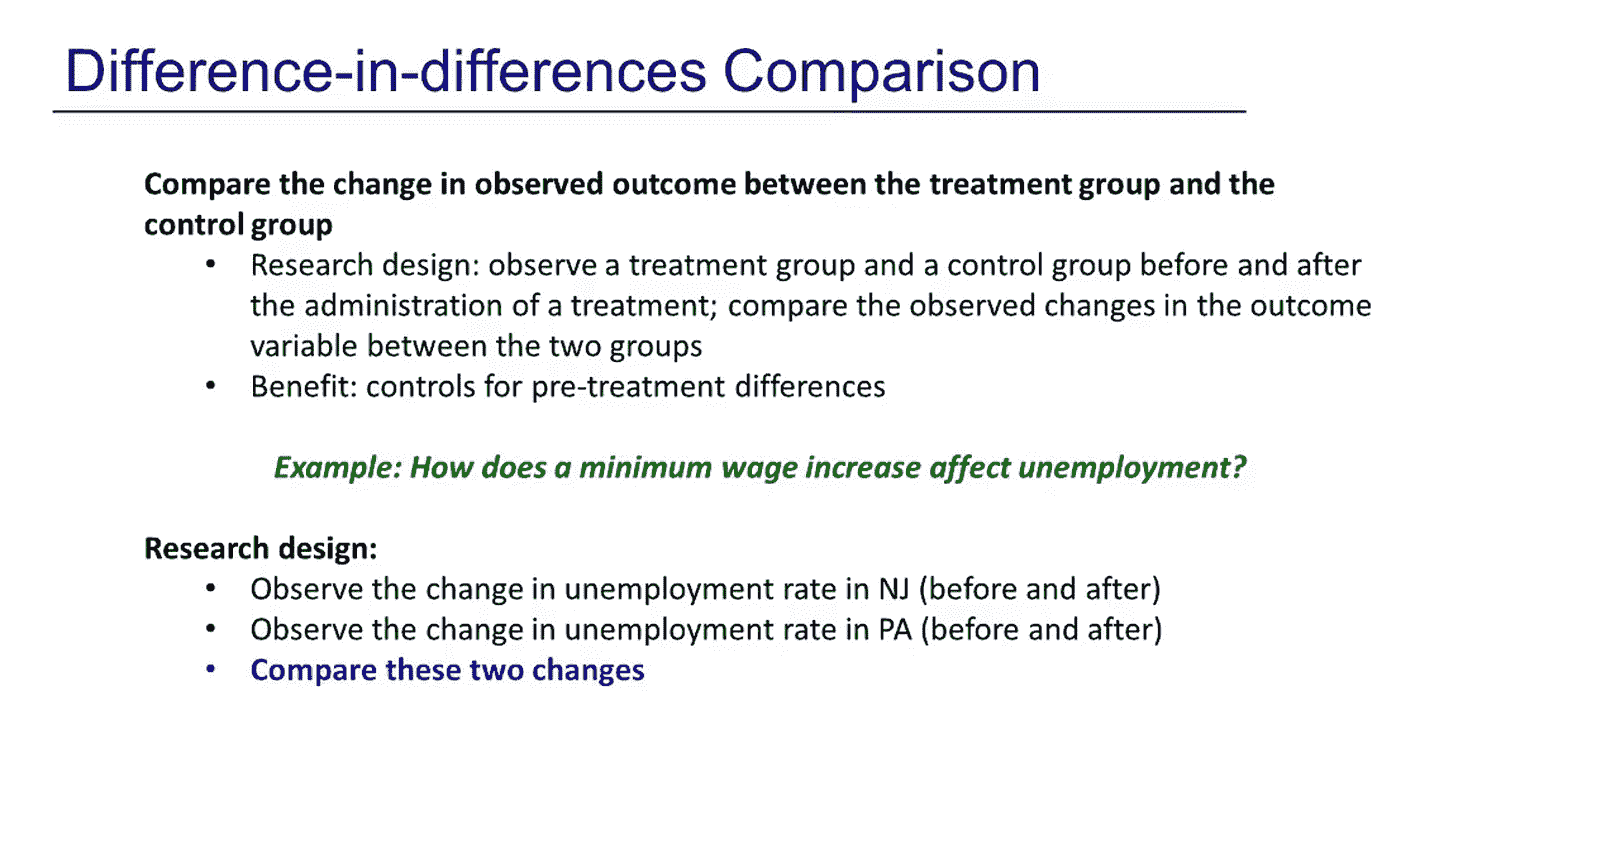 Difference-in-differences Comparison
Compare the change in observed outcome between the treatment group and the
control group
• Research design: observe a treatment group and a control group before and after
the administration of a treatment; compare the observed changes in the outcome
variable between the two groups
• Benefit: controls for pre-treatment differences
Example: How does a minimum wage increase affect unemployment?
Research design:
• Observe the change in unemployment rate in NJ (before and after)
• Observe the change in unemployment rate in PA (before and after)
• Compare these two changes